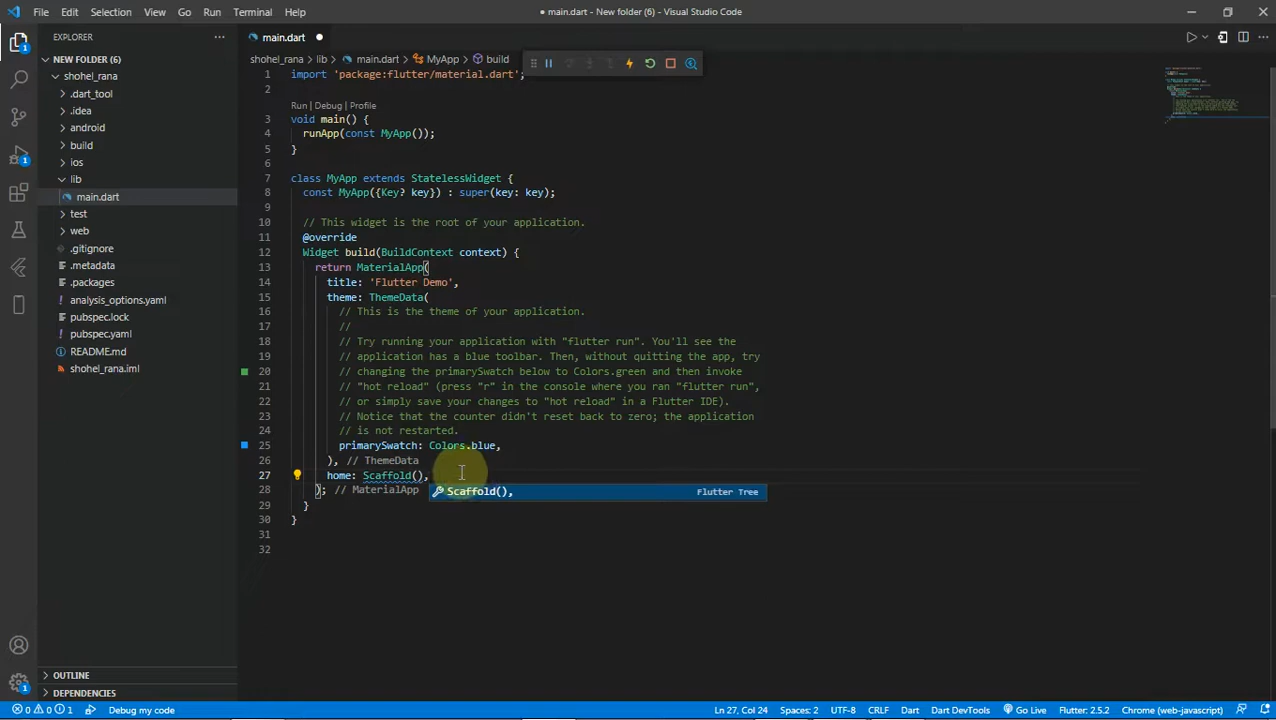 File Edit Selection View Go Run Terminal Help
● main.dart - New folder (6) - Visual Studio Code
EXPLORER
NEW FOLDER (6)
shohel_rana
.dart_tool
.idea
android
build
ios
lib
main.dart
test
web
.gitignore
.metadata
.packages
analysis_options.yaml
pubspec.lock
pubspec.yaml
README.md
shohel_rana.iml
OUTLINE
DEPENDENCIES
main.dart ●
shohel_rana > lib > main.dart > MyApp > build
1 import 'package:flutter/material.dart';
2
Run | Debug | Profile
3 void main() {
4 runApp(const MyApp());
5 }
6
7 class MyApp extends StatelessWidget {
8 const MyApp({Key? key}) : super(key: key);
9
10 // This widget is the root of your application.
11 @override
12 Widget build(BuildContext context) {
13 return MaterialApp(
14 title: 'Flutter Demo',
15 theme: ThemeData(
16 // This is the theme of your application.
17 //
18 // Try running your application with "flutter run". You'll see the
19 // application has a blue toolbar. Then, without quitting the app, try
20 // changing the primarySwatch below to Colors.green and then invoke
21 // "hot reload" (press "r" in the console where you ran "flutter run",
22 // or simply save your changes to "hot reload" in a Flutter IDE).
23 // Notice that the counter didn't reset back to zero; the application
24 // is not restarted.
25 primarySwatch: Colors.blue,
26 ), // ThemeData
27 home: Scaffold(),
28 ); // MaterialApp
Scaffold(), Flutter Tree
29 }
30 }
31
32
1
1
1
0 0 1 Debug my code
Ln 27, Col 24 Spaces: 2 UTF-8 CRLF Dart Dart DevTools Go Live Flutter: 2.5.2 Chrome (web-javascript)